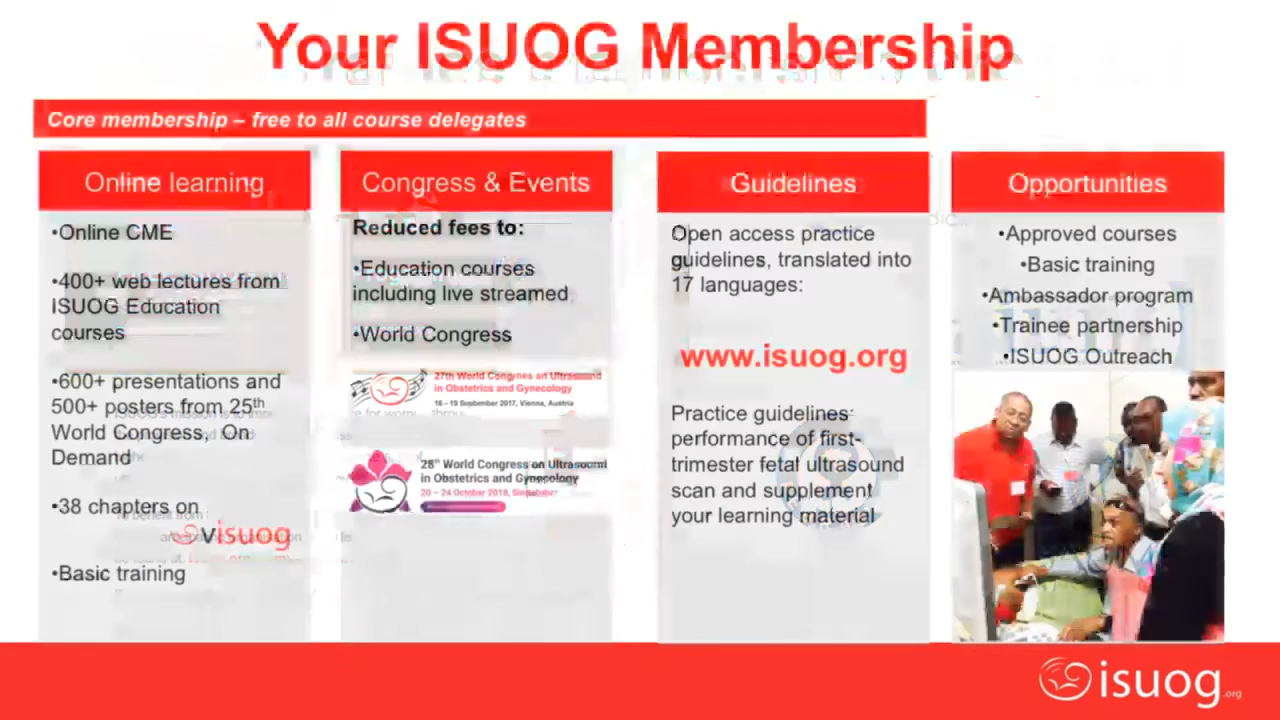 Your ISUOG Membership
Core membership – free to all course delegates
Online learning
•Online CME
•400+ web lectures from
ISUOG Education
courses
•600+ presentations and
500+ posters from 25th
World Congress, On
Demand
•38 chapters on
visuog
•Basic training
Congress & Events
Reduced fees to:
•Education courses
including live streamed
•World Congress
27th World Congress on Ultrasound
in Obstetrics and Gynecology
16 – 19 September 2017, Vienna, Austria
28th World Congress on Ultrasound
in Obstetrics and Gynecology
20 – 24 October 2018, Singapore
Guidelines
Open access practice
guidelines, translated into
17 languages:
www.isuog.org
Practice guidelines:
performance of first-
trimester fetal ultrasound
scan and supplement
your learning material
Opportunities
•Approved courses
•Basic training
•Ambassador program
•Trainee partnership
•ISUOG Outreach
isuog.org